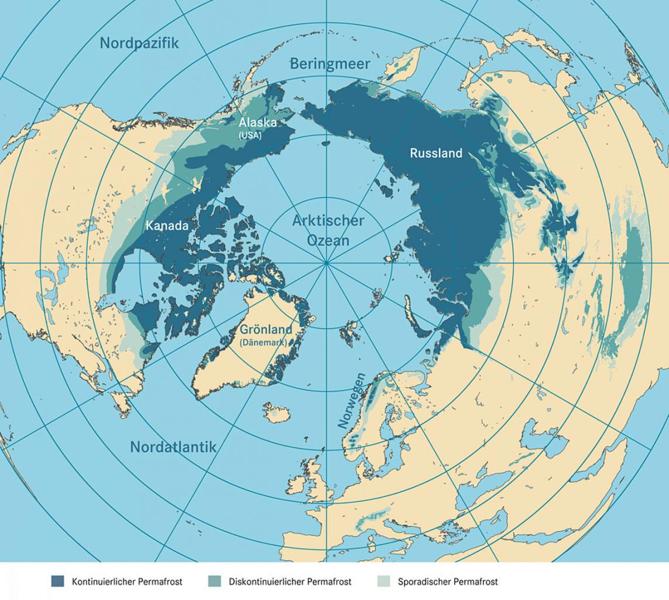 Nordpazifik
Beringmeer
Alaska
(USA)
Russland
Kanada
Arktischer
Ozean
Grönland
(Dänemark)
Norwegen
Nordatlantik
Kontinuierlicher Permafrost
Diskontinuierlicher Permafrost
Sporadischer Permafrost